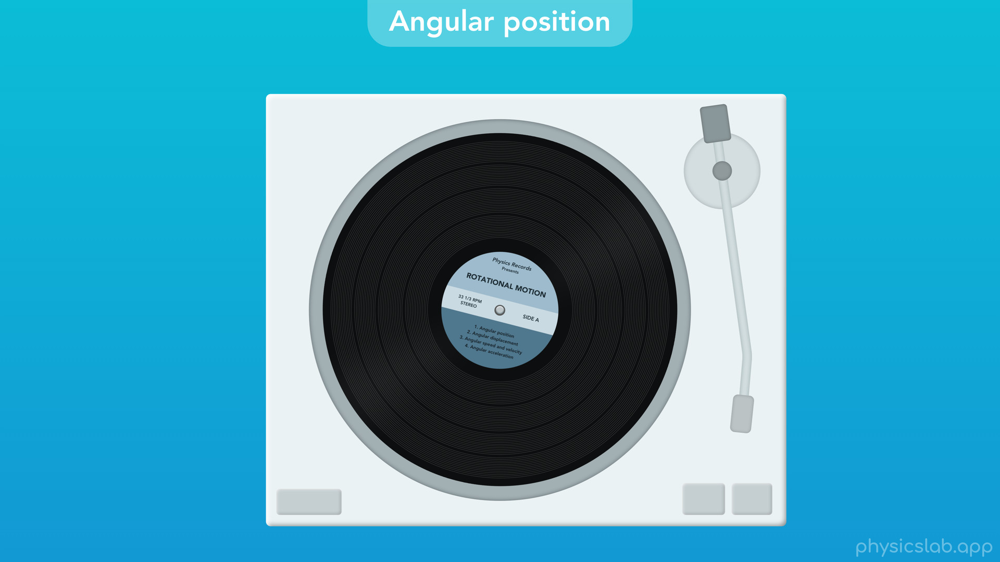 Angular position
Physics Records
Presents
ROTATIONAL MOTION
33 1/3 RPM
STEREO
SIDE A
1. Angular position
2. Angular displacement
3. Angular speed and velocity
4. Angular acceleration
physicslab.app